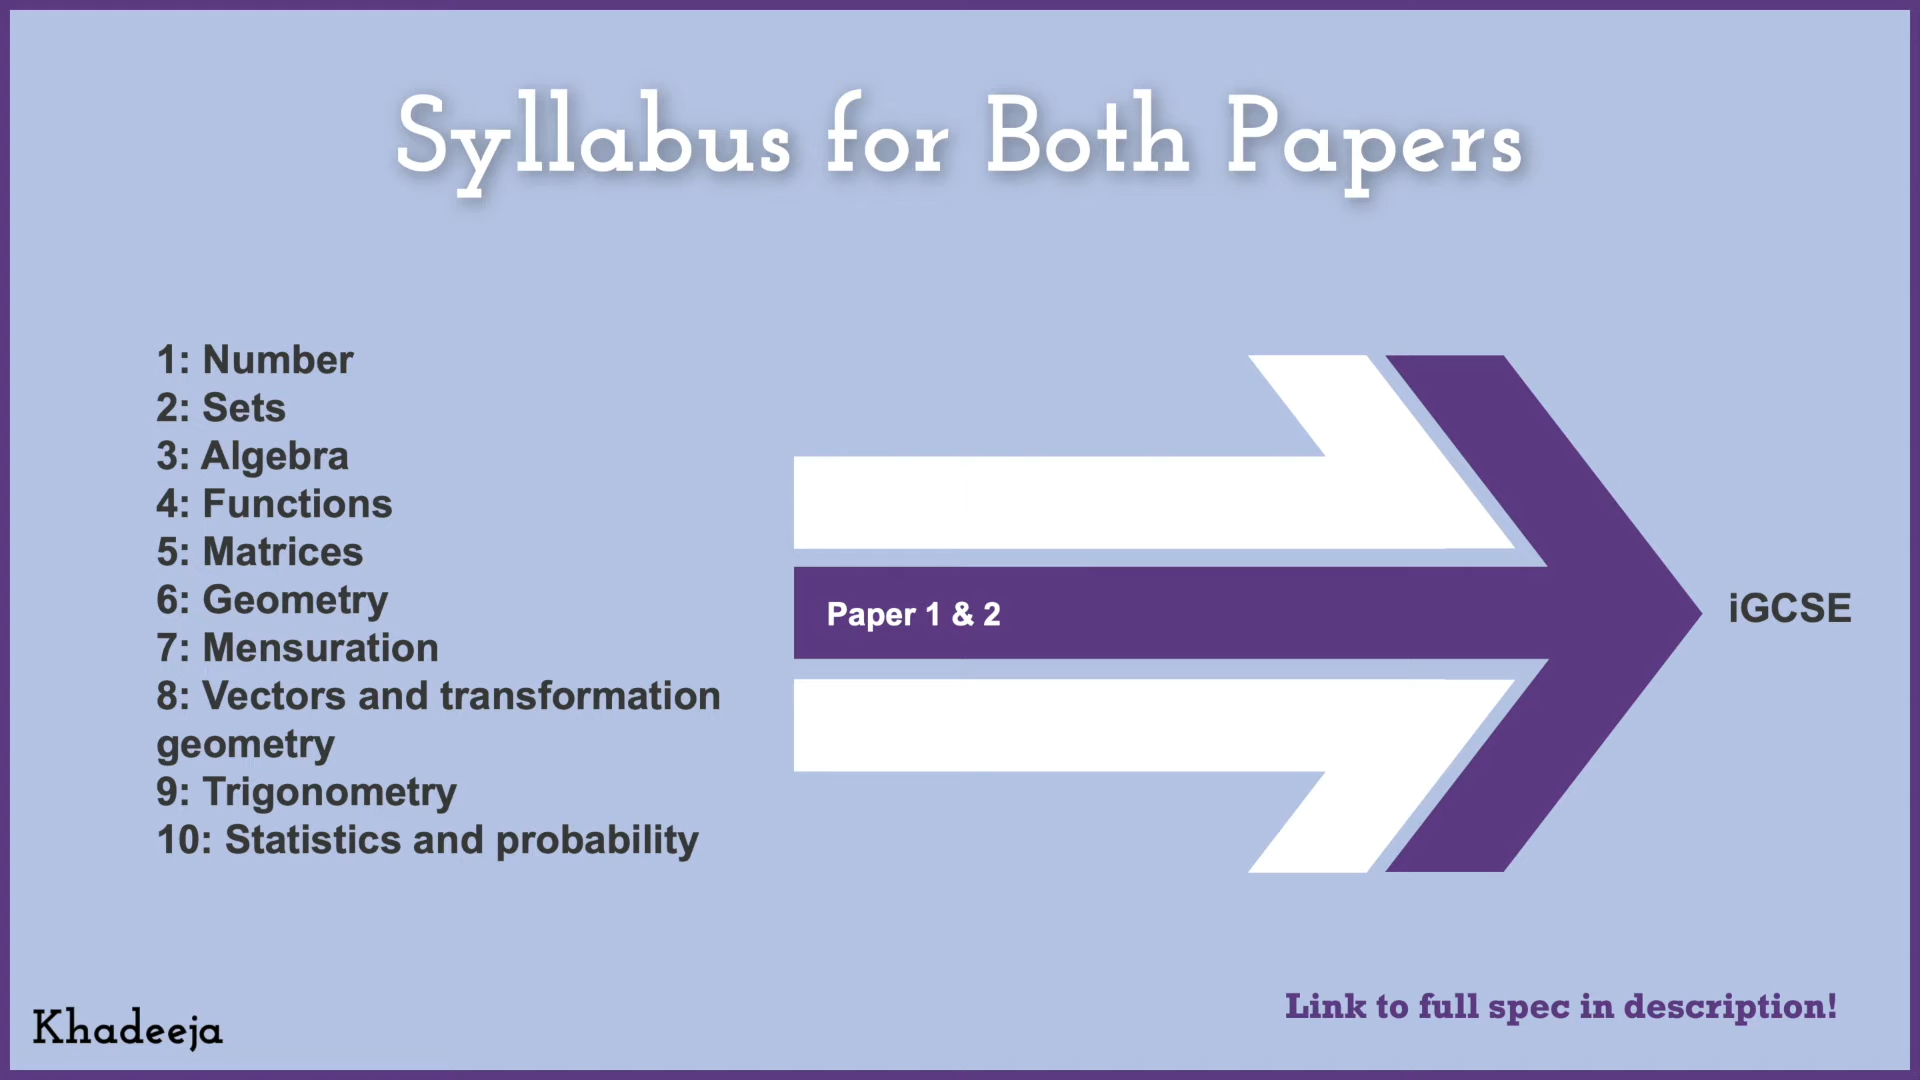 Syllabus for Both Papers
1: Number
2: Sets
3: Algebra
4: Functions
5: Matrices
6: Geometry
7: Mensuration
8: Vectors and transformation
geometry
9: Trigonometry
10: Statistics and probability
Paper 1 & 2
iGCSE
Link to full spec in description!
Khadeeja